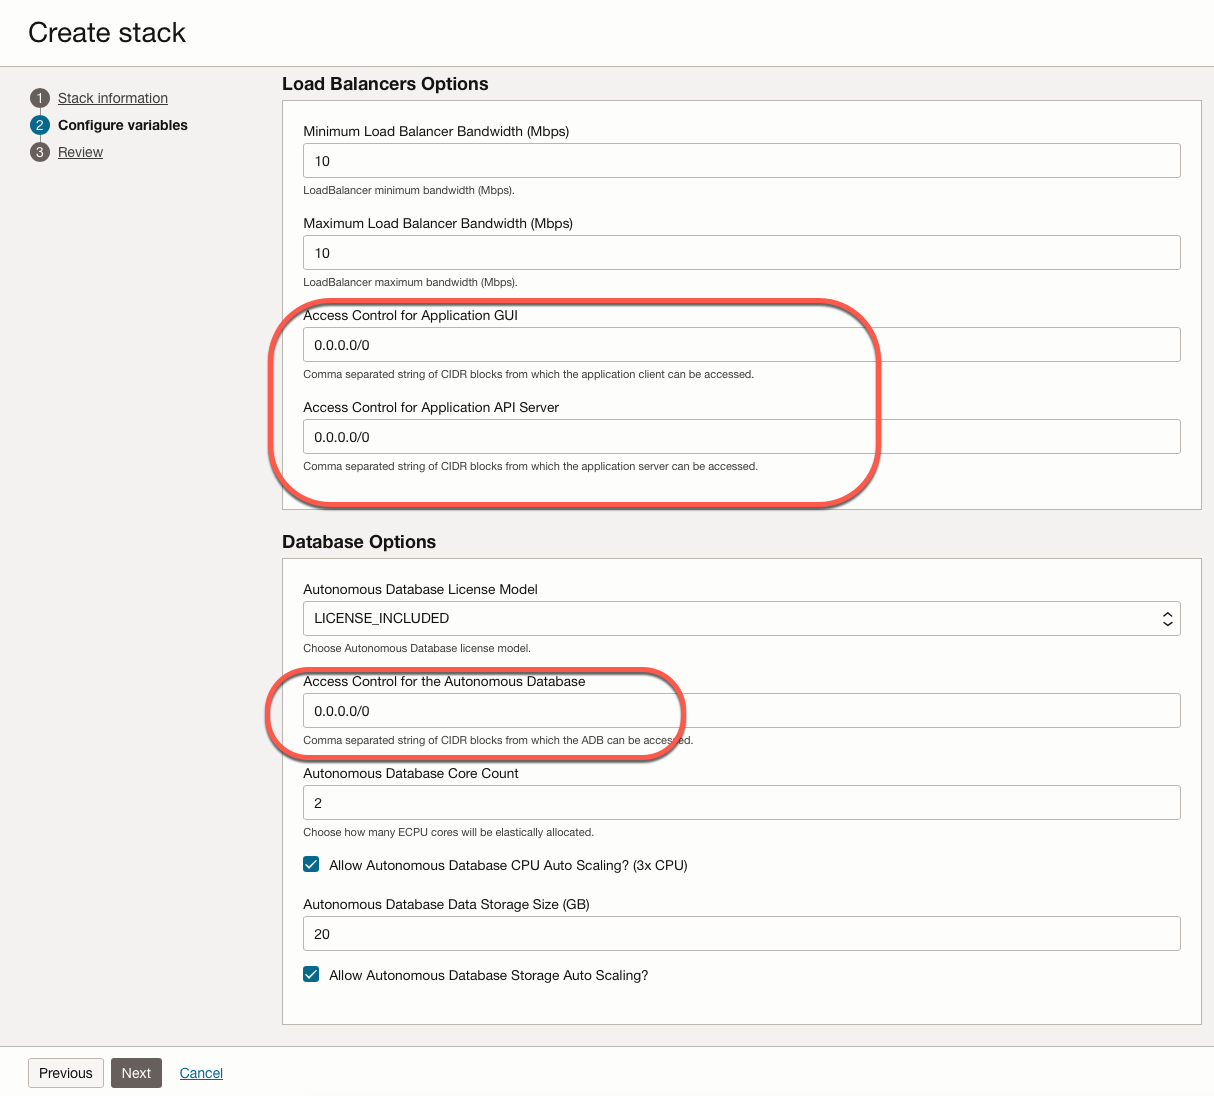 Create stack
1 Stack information
2 Configure variables
3 Review
Load Balancers Options
Minimum Load Balancer Bandwidth (Mbps)
10
LoadBalancer minimum bandwidth (Mbps).
Maximum Load Balancer Bandwidth (Mbps)
10
LoadBalancer maximum bandwidth (Mbps).
Access Control for Application GUI
0.0.0.0/0
Comma separated string of CIDR blocks from which the application client can be accessed.
Access Control for Application API Server
0.0.0.0/0
Comma separated string of CIDR blocks from which the application server can be accessed.
Database Options
Autonomous Database License Model
LICENSE_INCLUDED
Choose Autonomous Database license model.
Access Control for the Autonomous Database
0.0.0.0/0
Comma separated string of CIDR blocks from which the ADB can be accessed.
Autonomous Database Core Count
2
Choose how many ECPU cores will be elastically allocated.
Allow Autonomous Database CPU Auto Scaling? (3x CPU)
Autonomous Database Data Storage Size (GB)
20
Allow Autonomous Database Storage Auto Scaling?
Previous Next Cancel